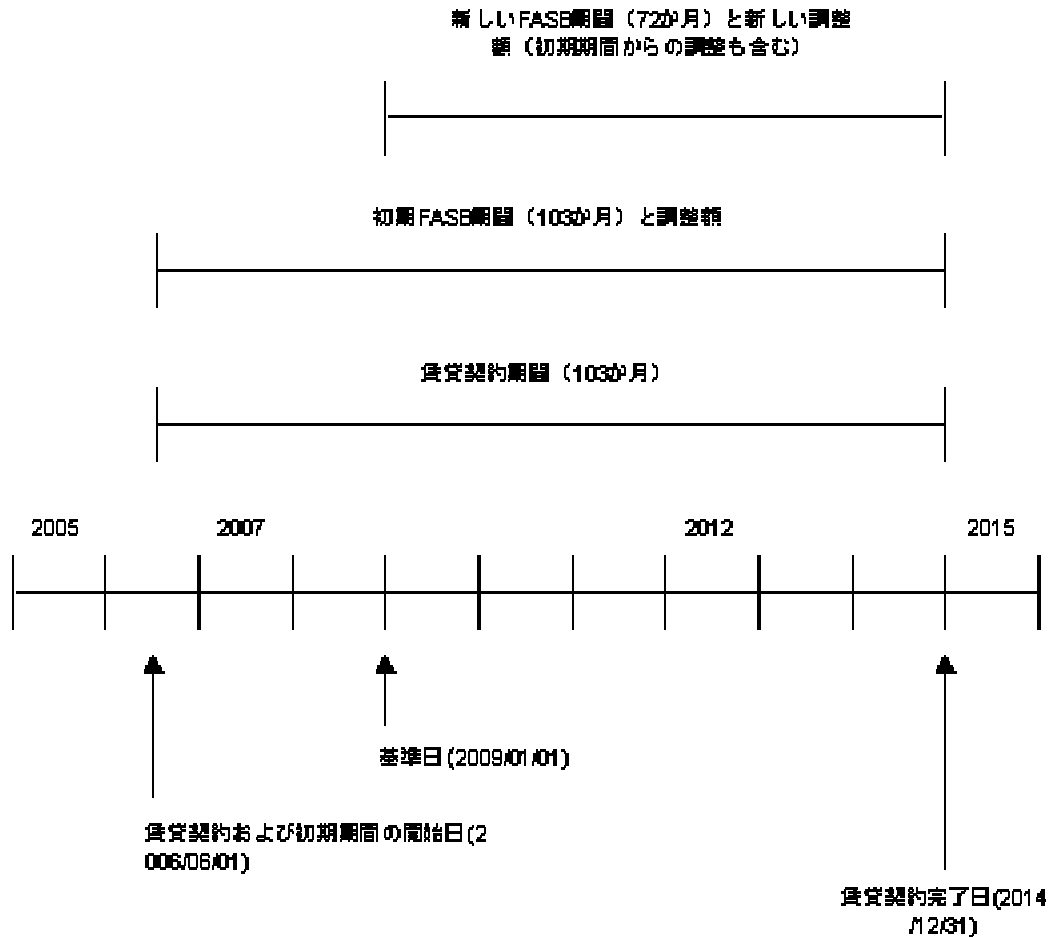 新しいFASB期間（72か月）と新しい調整
額（初期期間からの調整も含む）
初期FASB期間（103か月）と調整額
賃貸契約期間（103か月）
2005 2007 2012 2015
基準日(2009/01/01)
賃貸契約および初期期間の開始日(2
006/06/01)
賃貸契約完了日(2014
/12/31)